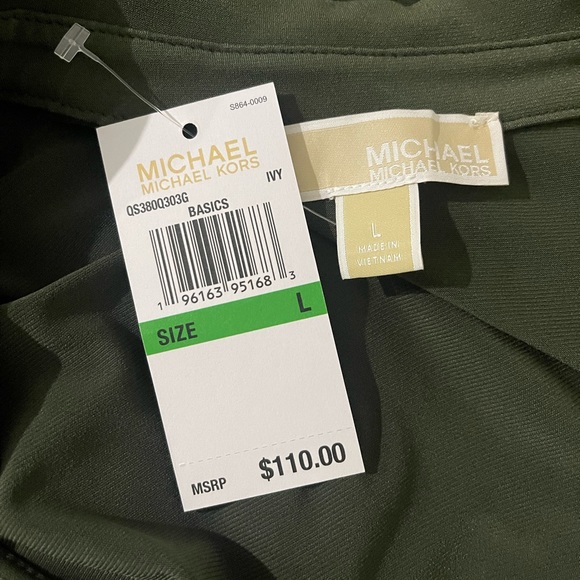 S864-0009
MICHAEL
MICHAEL KORS
QS380Q303G
IVY
BASICS
1 96163 95168 3
SIZE L
MSRP $110.00
MICHAEL
MICHAEL KORS
L
MADE IN
VIETNAM